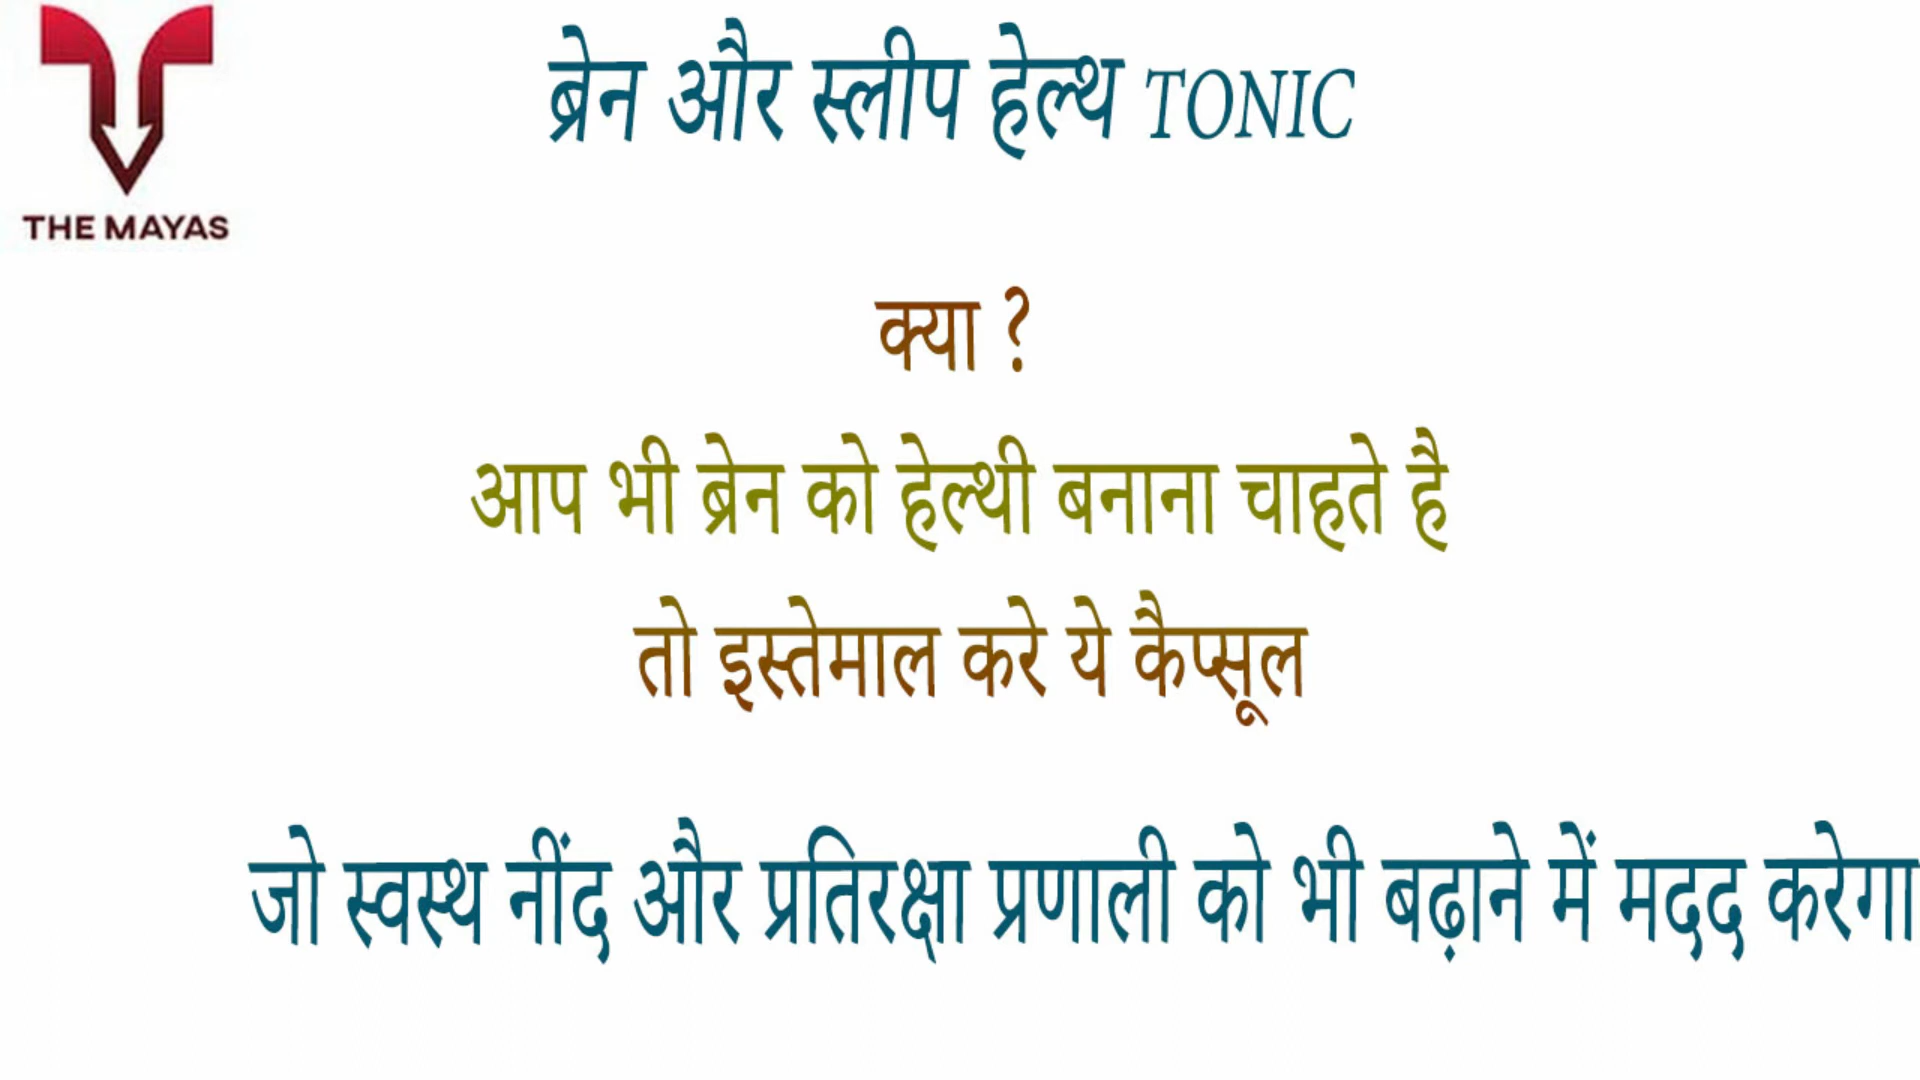 THE MAYAS
ब्रेन और स्लीप हेल्थ TONIC
क्या ?
आप भी ब्रेन को हेल्थी बनाना चाहते है
तो इस्तेमाल करे ये कैप्सूल
जो स्वस्थ नींद और प्रतिरक्षा प्रणाली को भी बढ़ाने में मदद करेगा